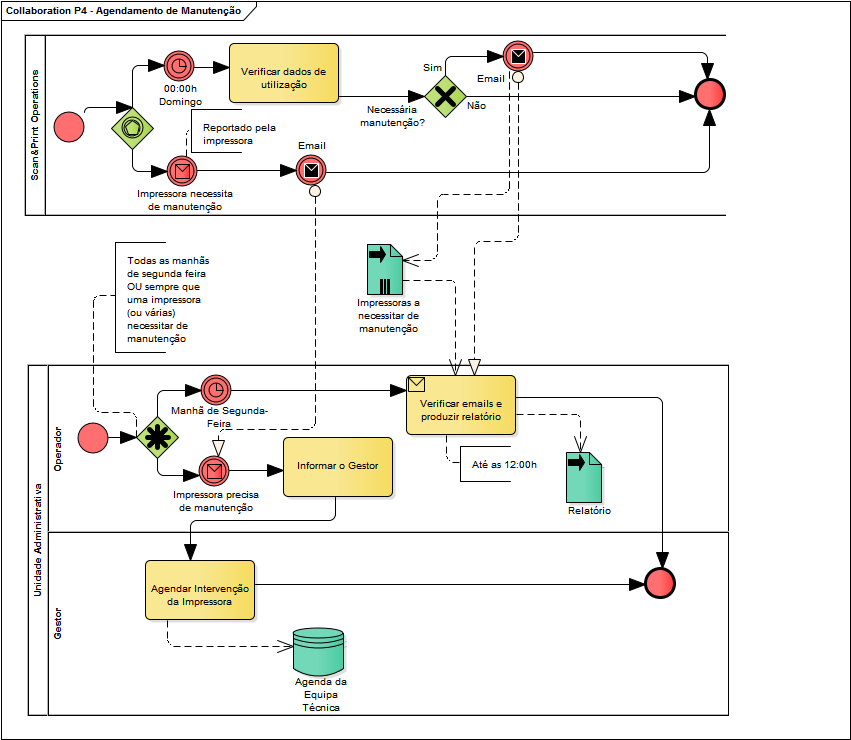 Collaboration P4 - Agendamento de Manutenção
Scan&Print Operations
00:00h
Domingo
Verificar dados de
utilização
Sim
Email
Necessária
manutenção?
Não
Reportado pela
impressora
Email
Impressora necessita
de manutenção
Todas as manhãs
de segunda feira
OU sempre que
uma impressora
(ou várias)
necessitar de
manutenção
Impressoras a
necessitar de
manutenção
Unidade Administrativa
Operador
Manhã de Segunda-
Feira
Verificar emails e
produzir relatório
Informar o Gestor
Até as 12:00h
Impressora precisa
de manutenção
Relatório
Gestor
Agendar Intervenção
da Impressora
Agenda da
Equipa
Técnica